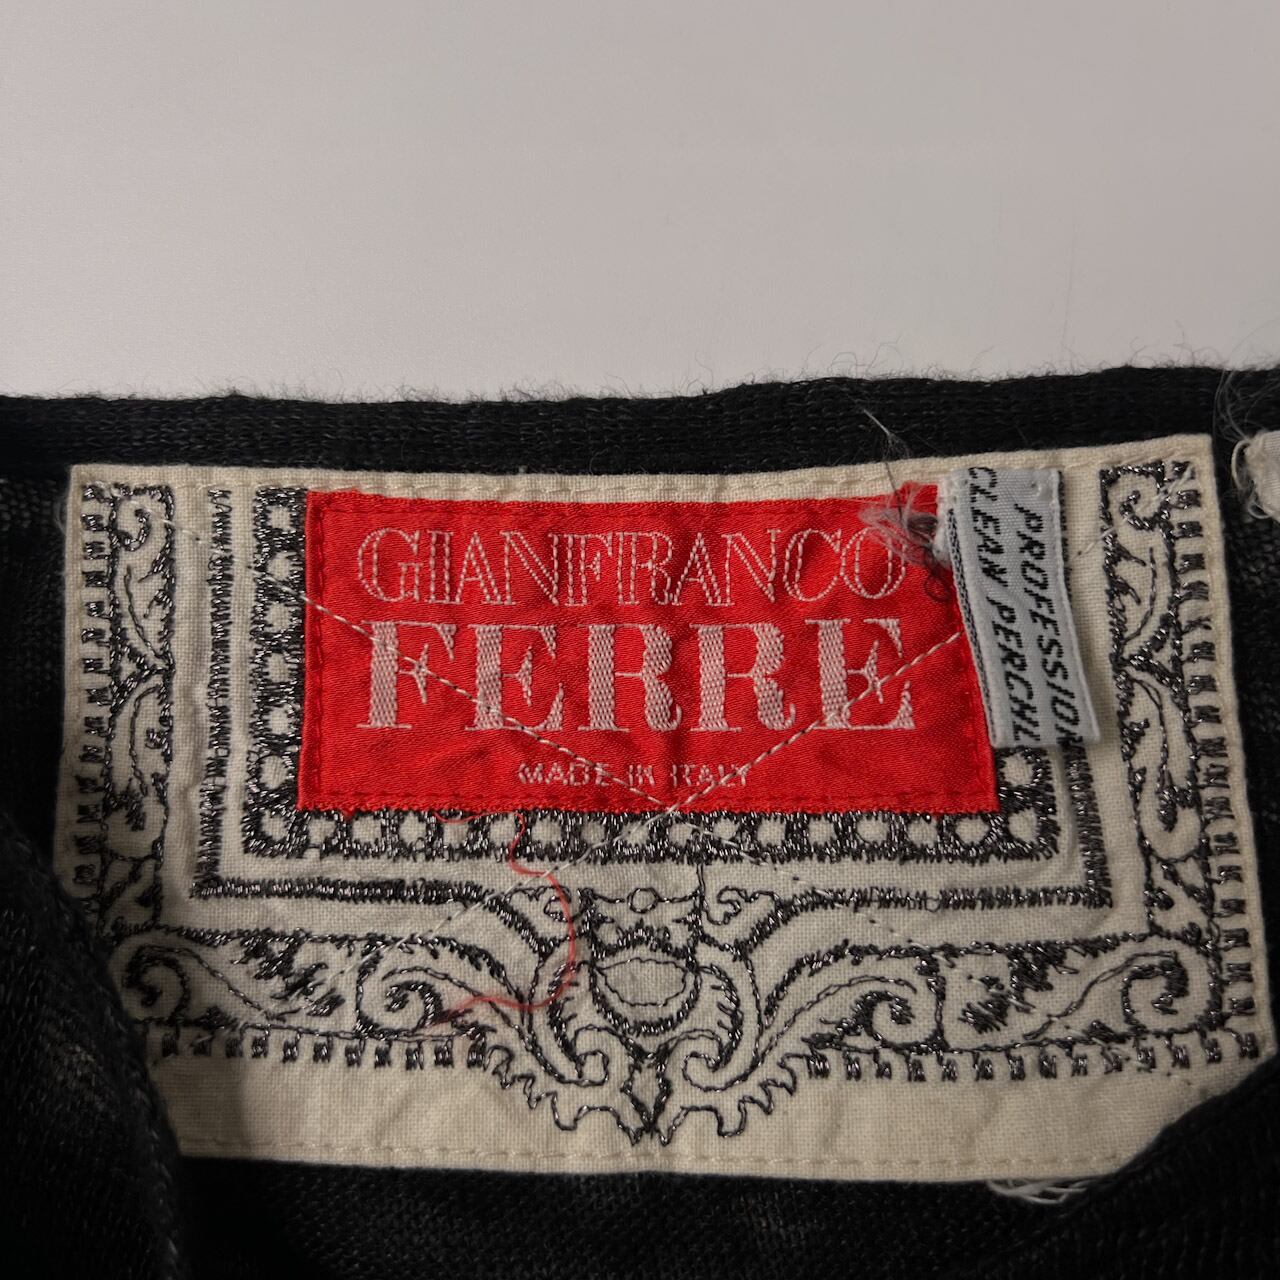 GIANFRANCO
FERRE
MADE IN ITALY
PROFESSION
CLEAN PERCHL